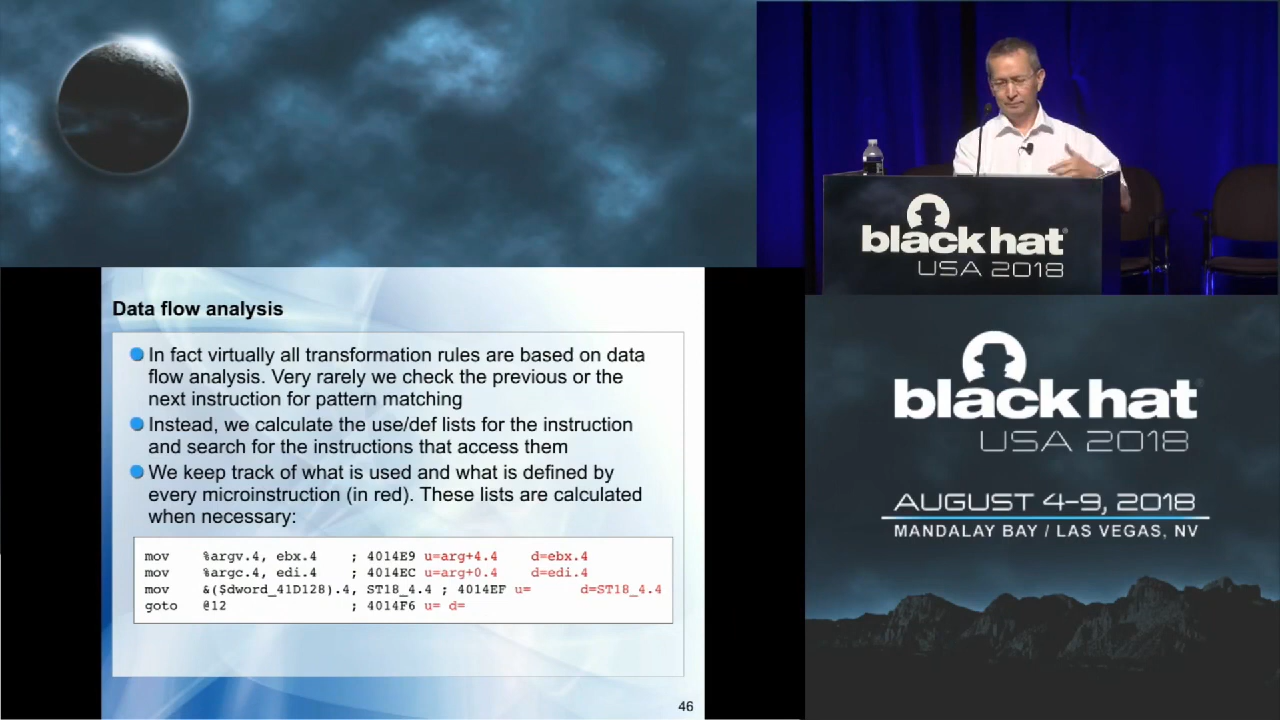 black hat
USA 2018
Data flow analysis
In fact virtually all transformation rules are based on data
flow analysis. Very rarely we check the previous or the
next instruction for pattern matching
Instead, we calculate the use/def lists for the instruction
and search for the instructions that access them
We keep track of what is used and what is defined by
every microinstruction (in red). These lists are calculated
when necessary:
mov %argv.4, ebx.4 ; 4014E9 u=arg+4.4 d=ebx.4
mov %argc.4, edi.4 ; 4014EC u=arg+0.4 d=edi.4
mov &($dword_41D128).4, ST18_4.4 ; 4014EF u= d=ST18_4.4
goto @12 ; 4014F6 u= d=
46
black hat
USA 2018
AUGUST 4-9, 2018
MANDALAY BAY / LAS VEGAS, NV